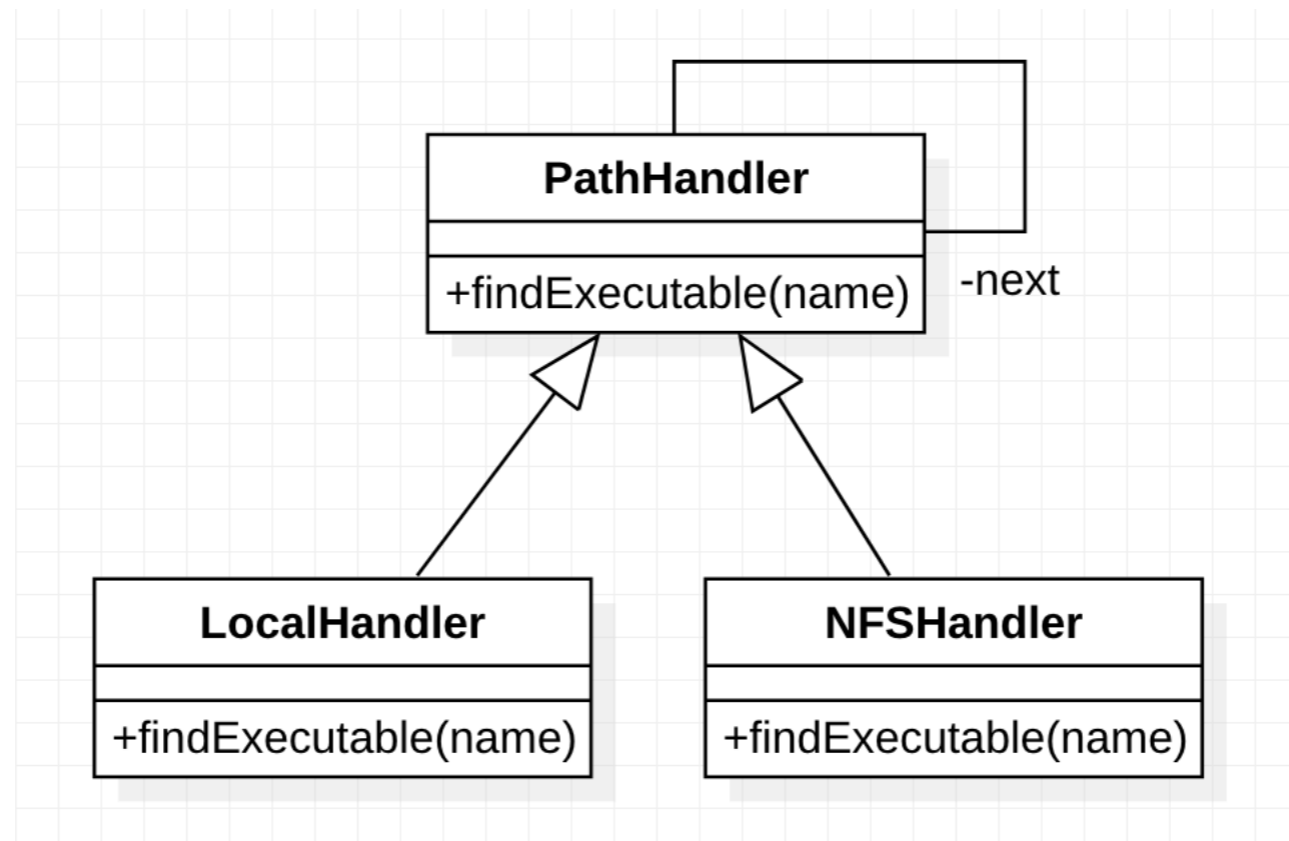 PathHandler
+findExecutable(name)
-next
LocalHandler
+findExecutable(name)
NFSHandler
+findExecutable(name)